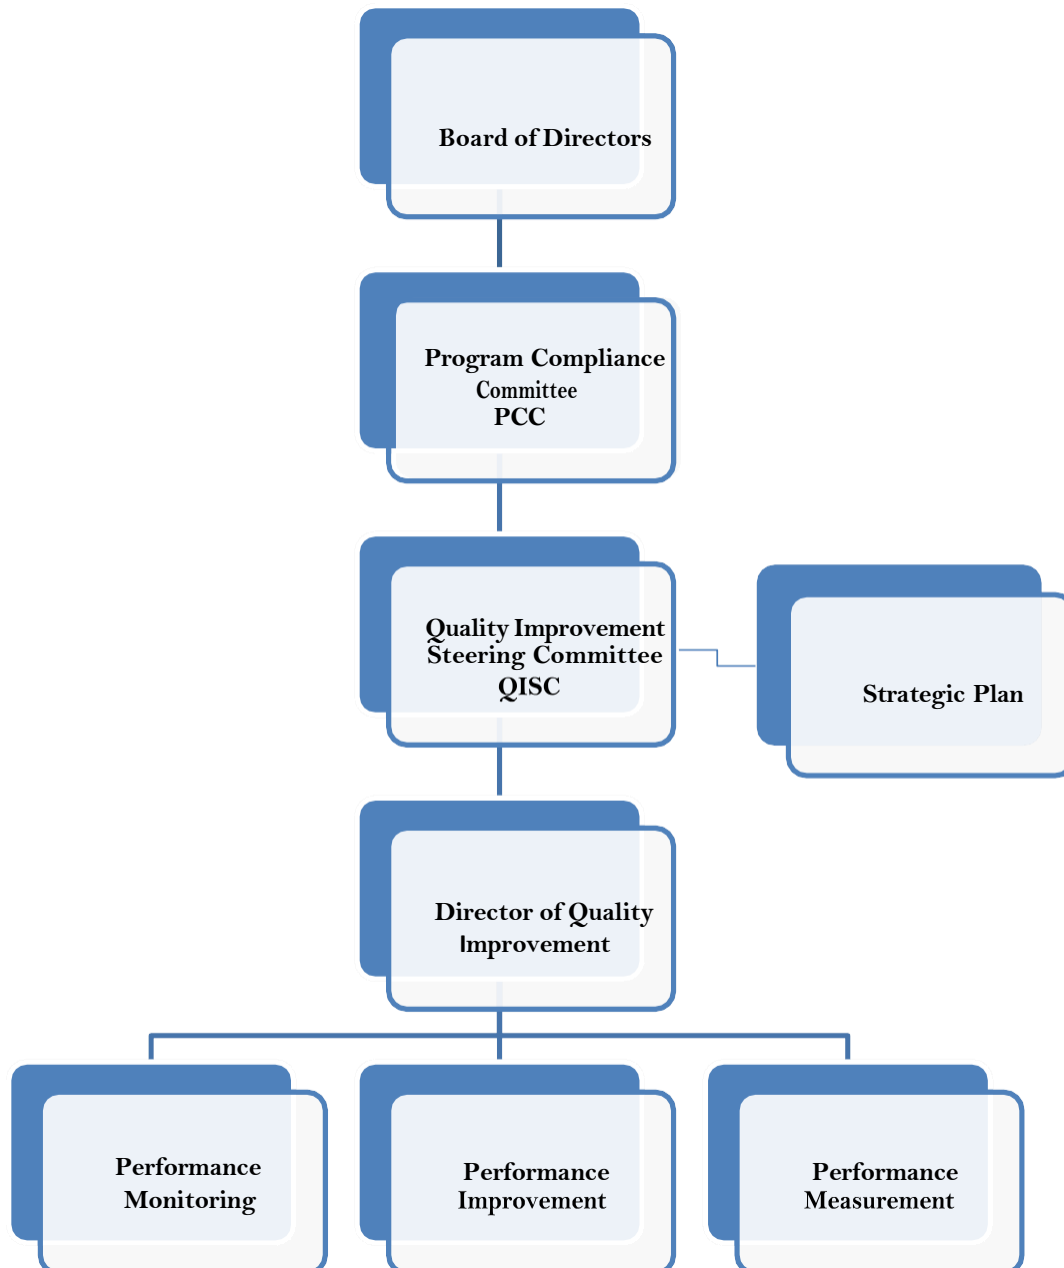 Board of Directors
Program Compliance
Committee
PCC
Quality Improvement
Steering Committee
QISC
Strategic Plan
Director of Quality
Improvement
Performance
Monitoring
Performance
Improvement
Performance
Measurement